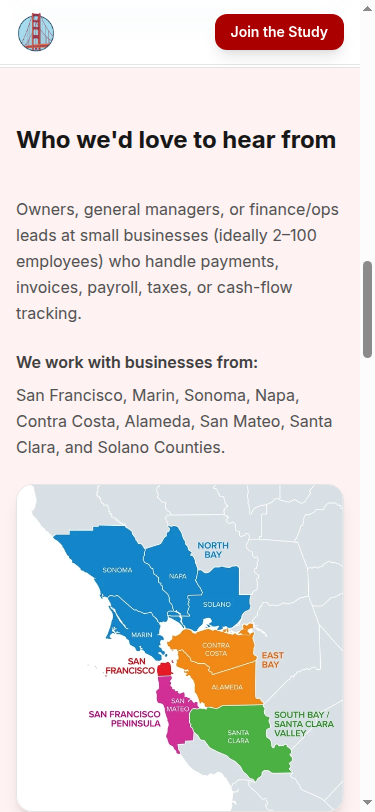 Join the Study
Who we'd love to hear from
Owners, general managers, or finance/ops
leads at small businesses (ideally 2–100
employees) who handle payments,
invoices, payroll, taxes, or cash-flow
tracking.
We work with businesses from:
San Francisco, Marin, Sonoma, Napa,
Contra Costa, Alameda, San Mateo, Santa
Clara, and Solano Counties.
NORTH
BAY
SONOMA
NAPA
SOLANO
MARIN
CONTRA
COSTA
EAST
BAY
SAN
FRANCISCO
ALAMEDA
SAN
MATEO
SAN FRANCISCO
PENINSULA
SOUTH BAY /
SANTA CLARA
VALLEY
SANTA
CLARA